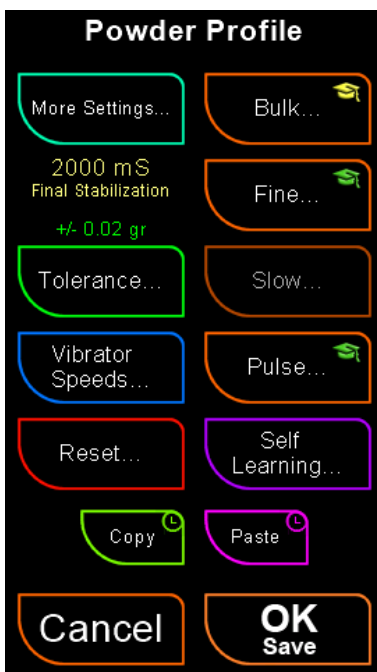 Powder Profile
More Settings...
Bulk...
2000 mS
Final Stabilization
Fine...
+/- 0.02 gr
Tolerance...
Slow...
Vibrator
Speeds...
Pulse...
Reset...
Self
Learning...
Copy
Paste
Cancel
OK
Save